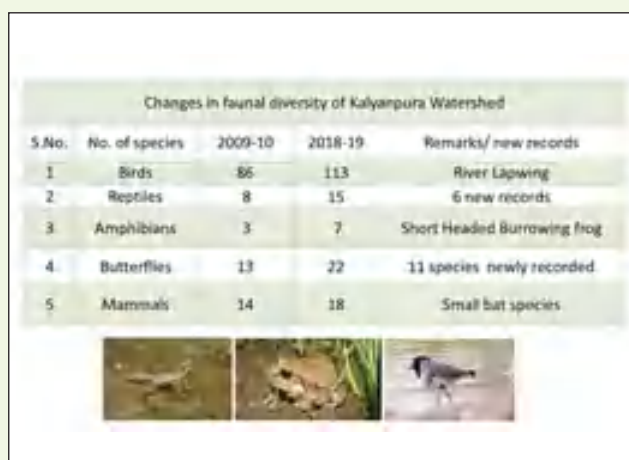 Changes in faunal diversity of Kalyanpura Watershed
S.No. No. of species 2009-10 2018-19 Remarks/ new records
1 Birds 86 113 River Lapwing
2 Reptiles 8 15 6 new records
3 Amphibians 3 7 Short Headed Burrowing frog
4 Butterflies 13 22 11 species newly recorded
5 Mammals 14 18 Small bat species